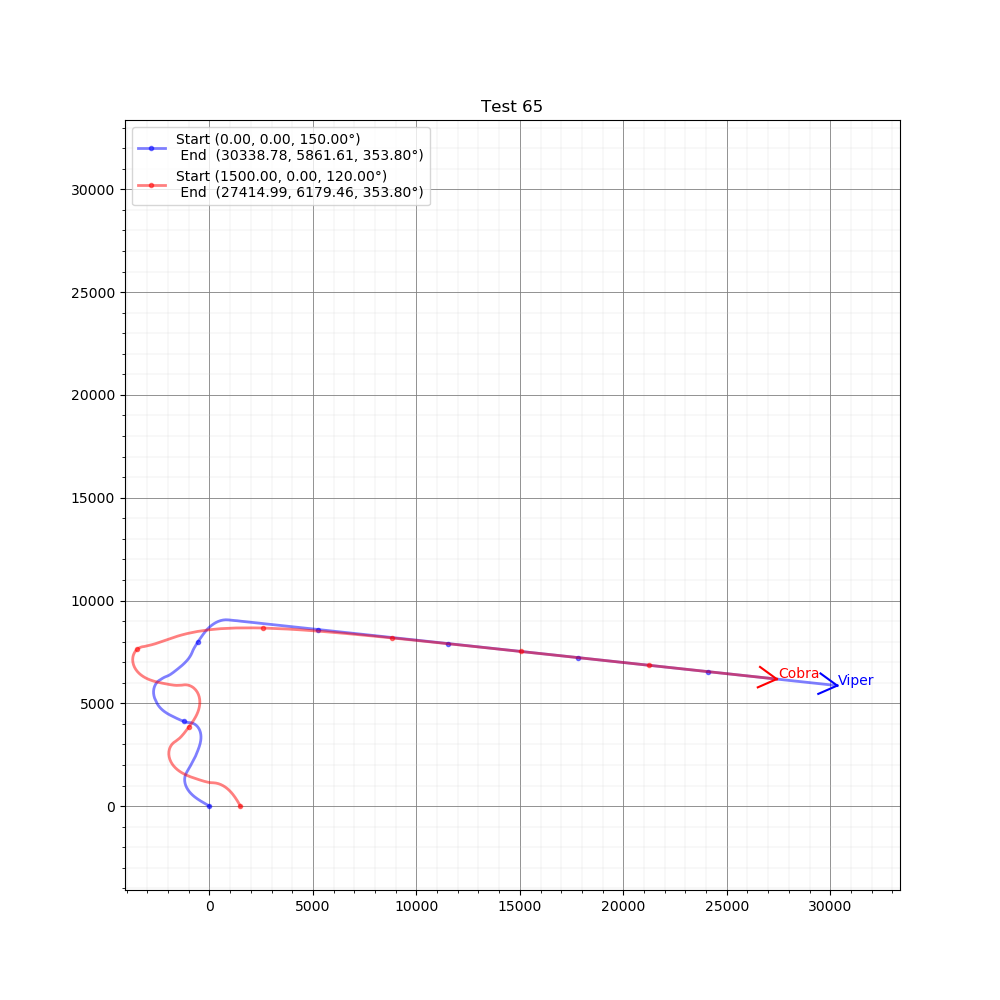 Test 65
Start (0.00, 0.00, 150.00°)
End (30338.78, 5861.61, 353.80°)
Start (1500.00, 0.00, 120.00°)
End (27414.99, 6179.46, 353.80°)
30000
25000
20000
15000
10000
5000
0
Cobra
Viper
0 5000 10000 15000 20000 25000 30000